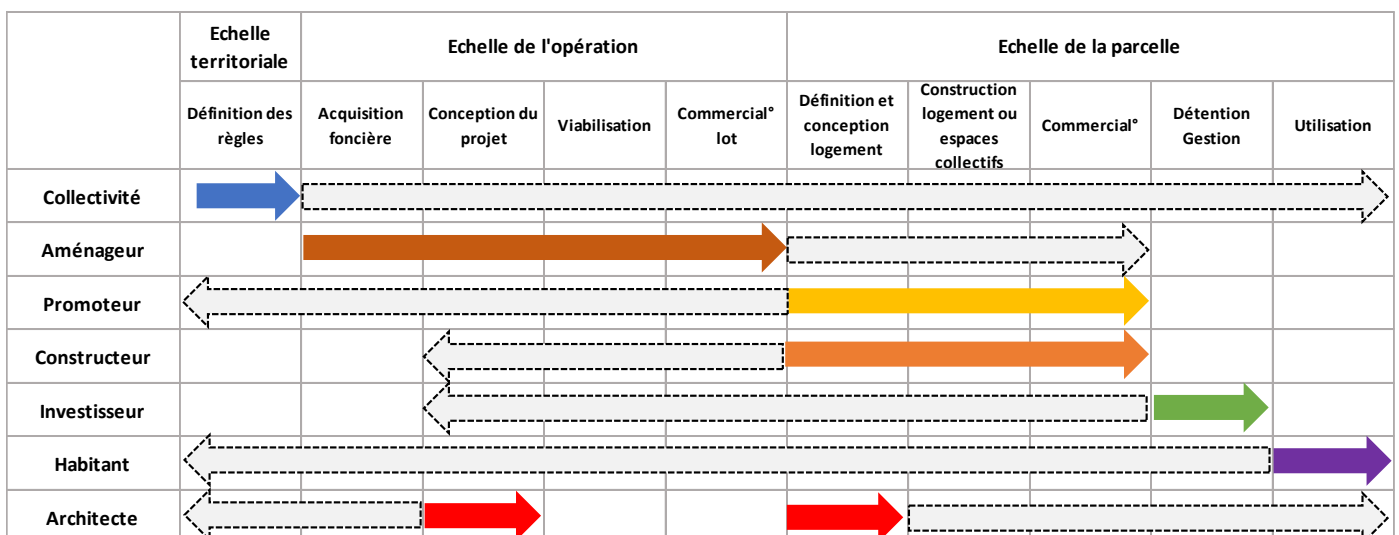 Echelle
territoriale
Echelle de l'opération
Echelle de la parcelle
Définition des
règles
Acquisition
foncière
Conception du
projet
Viabilisation
Commercial°
lot
Définition et
conception
logement
Construction
logement ou
espaces
collectifs
Commercial°
Détention
Gestion
Utilisation
Collectivité
Aménageur
Promoteur
Constructeur
Investisseur
Habitant
Architecte